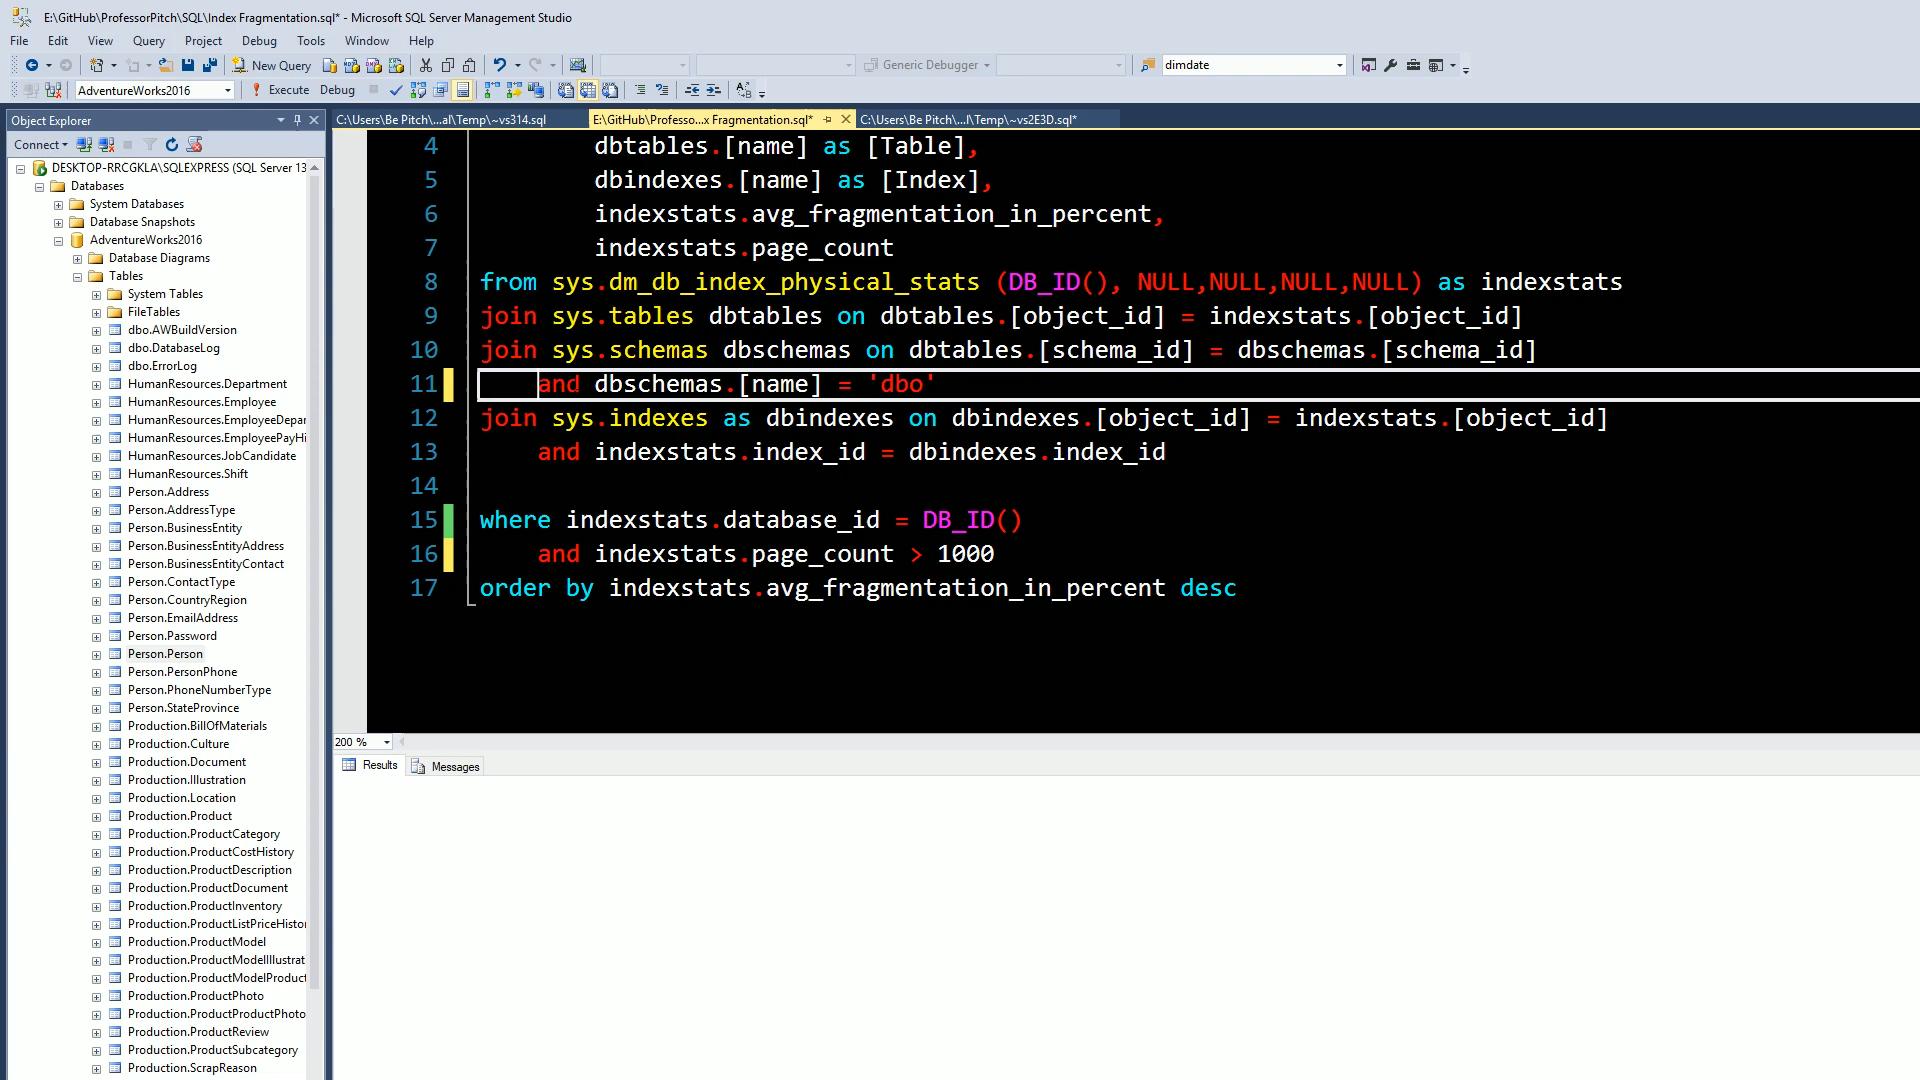 E:\GitHub\ProfessorPitch\SQL\Index Fragmentation.sql* - Microsoft SQL Server Management Studio
File Edit View Query Project Debug Tools Window Help
New Query Generic Debugger dimdate
AdventureWorks2016 Execute Debug
Object Explorer
C:\Users\Be Pitch\...al\Temp\~vs314.sql E:\GitHub\Professo...x Fragmentation.sql* C:\Users\Be Pitch\...l\Temp\~vs2E3D.sql*
Connect
DESKTOP-RRCGKLA\SQLEXPRESS (SQL Server 13
Databases
System Databases
Database Snapshots
AdventureWorks2016
Database Diagrams
Tables
System Tables
FileTables
dbo.AWBuildVersion
dbo.DatabaseLog
dbo.ErrorLog
HumanResources.Department
HumanResources.Employee
HumanResources.EmployeeDepar
HumanResources.EmployeePayHi
HumanResources.JobCandidate
HumanResources.Shift
Person.Address
Person.AddressType
Person.BusinessEntity
Person.BusinessEntityAddress
Person.BusinessEntityContact
Person.ContactType
Person.CountryRegion
Person.EmailAddress
Person.Password
Person.Person
Person.PersonPhone
Person.PhoneNumberType
Person.StateProvince
Production.BillOfMaterials
Production.Culture
Production.Document
Production.Illustration
Production.Location
Production.Product
Production.ProductCategory
Production.ProductCostHistory
Production.ProductDescription
Production.ProductDocument
Production.ProductInventory
Production.ProductListPriceHistor
Production.ProductModel
Production.ProductModelIllustrat
Production.ProductModelProduct
Production.ProductPhoto
Production.ProductProductPhoto
Production.ProductReview
Production.ProductSubcategory
Production.ScrapReason
4 dbtables.[name] as [Table],
5 dbindexes.[name] as [Index],
6 indexstats.avg_fragmentation_in_percent,
7 indexstats.page_count
8 from sys.dm_db_index_physical_stats (DB_ID(), NULL,NULL,NULL,NULL) as indexstats
9 join sys.tables dbtables on dbtables.[object_id] = indexstats.[object_id]
10 join sys.schemas dbschemas on dbtables.[schema_id] = dbschemas.[schema_id]
11 and dbschemas.[name] = 'dbo'
12 join sys.indexes as dbindexes on dbindexes.[object_id] = indexstats.[object_id]
13 and indexstats.index_id = dbindexes.index_id
14
15 where indexstats.database_id = DB_ID()
16 and indexstats.page_count > 1000
17 order by indexstats.avg_fragmentation_in_percent desc
200 %
Results Messages